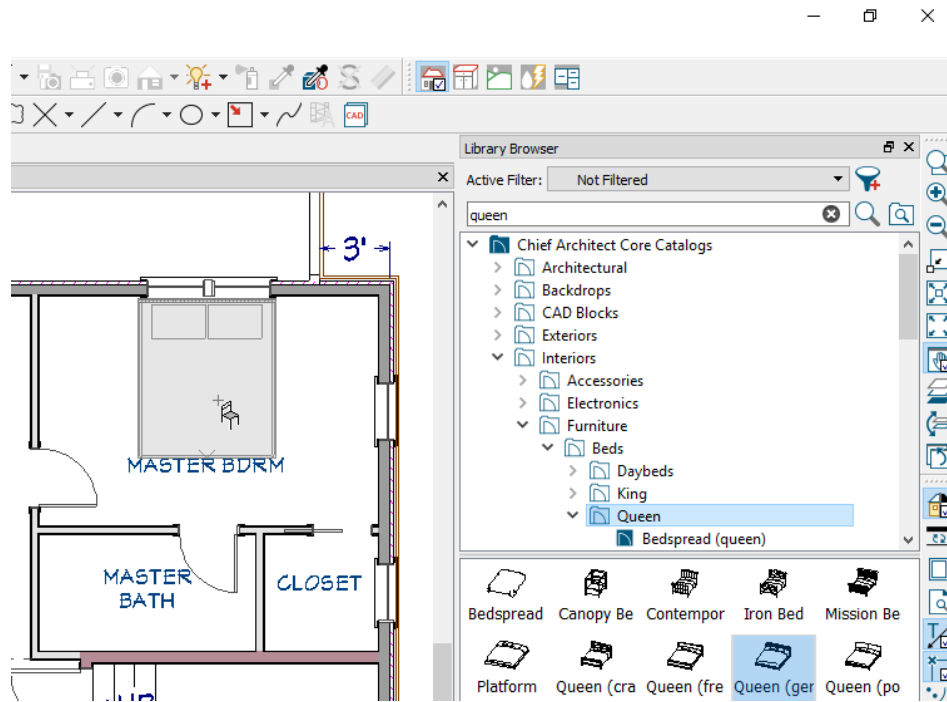 CAD
Library Browser
Active Filter: Not Filtered
queen
Chief Architect Core Catalogs
Architectural
Backdrops
CAD Blocks
Exteriors
Interiors
Accessories
Electronics
Furniture
Beds
Daybeds
King
Queen
Bedspread (queen)
Bedspread Canopy Be Contempor Iron Bed Mission Be
Platform Queen (cra Queen (fre Queen (ger Queen (po
3'
MASTER BDRM
MASTER
BATH
CLOSET
UP